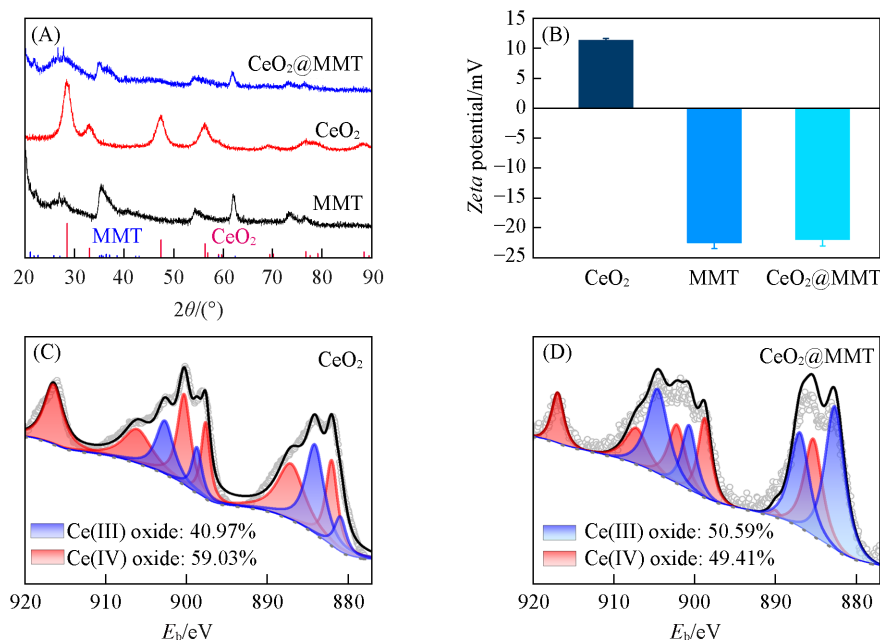 (A)
CeO₂@MMT
CeO₂
MMT
MMT
CeO₂
20 30 40 50 60 70 80 90
2θ/(°)
(B)
Zeta potential/mV
15
10
5
0
−5
−10
−15
−20
−25
CeO₂ MMT CeO₂@MMT
(C)
CeO₂
Ce(III) oxide: 40.97%
Ce(IV) oxide: 59.03%
920 910 900 890 880
E_b/eV
(D)
CeO₂@MMT
Ce(III) oxide: 50.59%
Ce(IV) oxide: 49.41%
920 910 900 890 880
E_b/eV